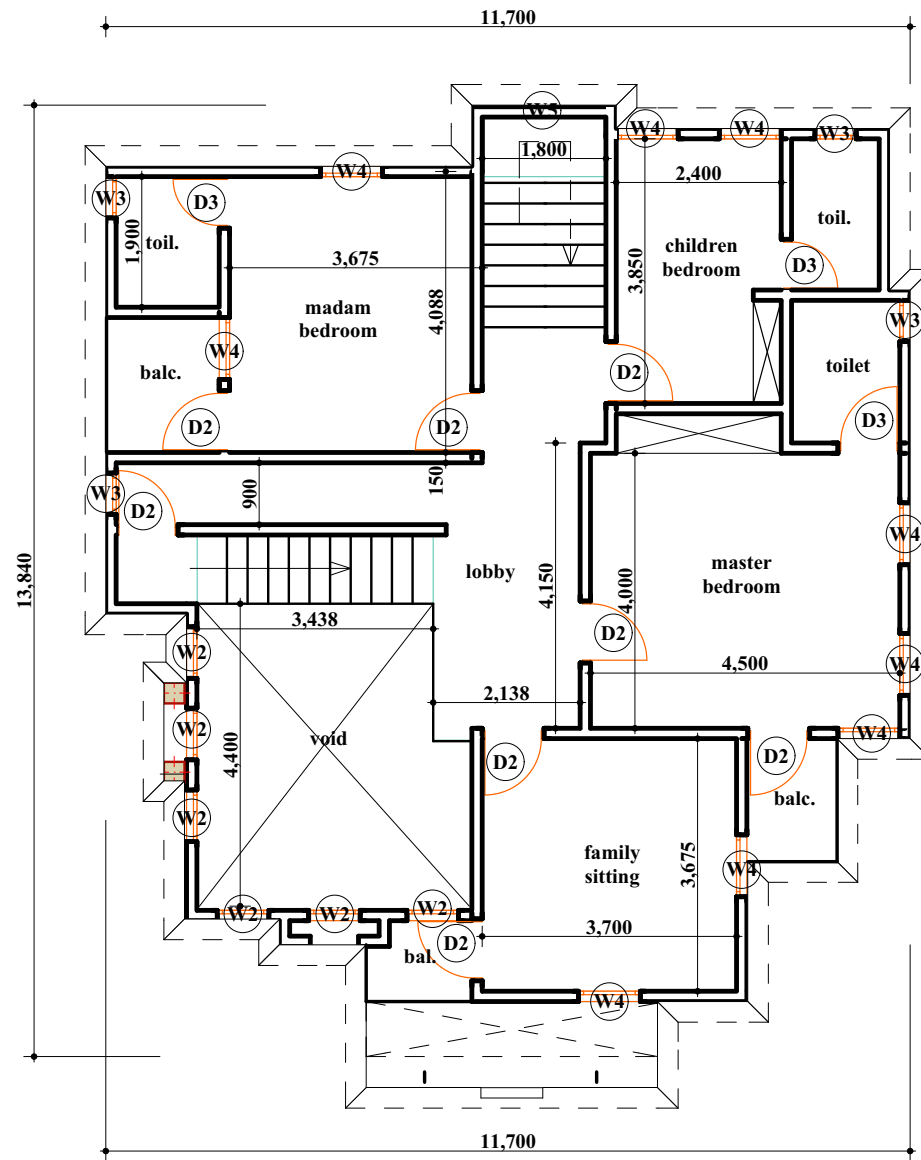 11,700
W5
W4
W4
W3
1,800
W4
2,400
W3
D3
toil.
1,900
toil.
3,675
children
bedroom
3,850
D3
madam
bedroom
4,088
W3
W4
balc.
toilet
D2
D2
D2
D3
150
900
W3
D2
13,840
lobby
4,150
4,000
master
bedroom
W4
3,438
D2
W2
4,500
W4
2,138
W2
void
W4
4,400
D2
D2
balc.
W2
family
sitting
3,675
W4
W2
W2
W2
3,700
D2
bal.
W4
11,700